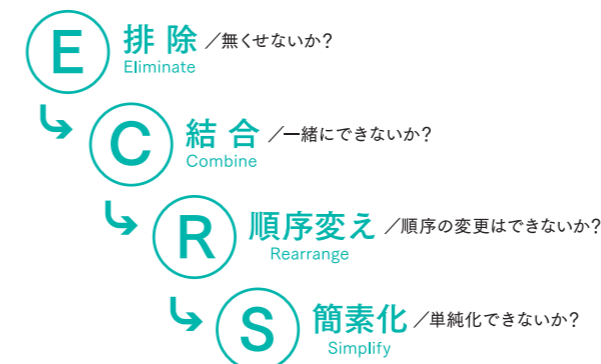 E 排除／無くせないか？
Eliminate
C 結合／一緒にできないか？
Combine
R 順序変え／順序の変更はできないか？
Rearrange
S 簡素化／単純化できないか？
Simplify